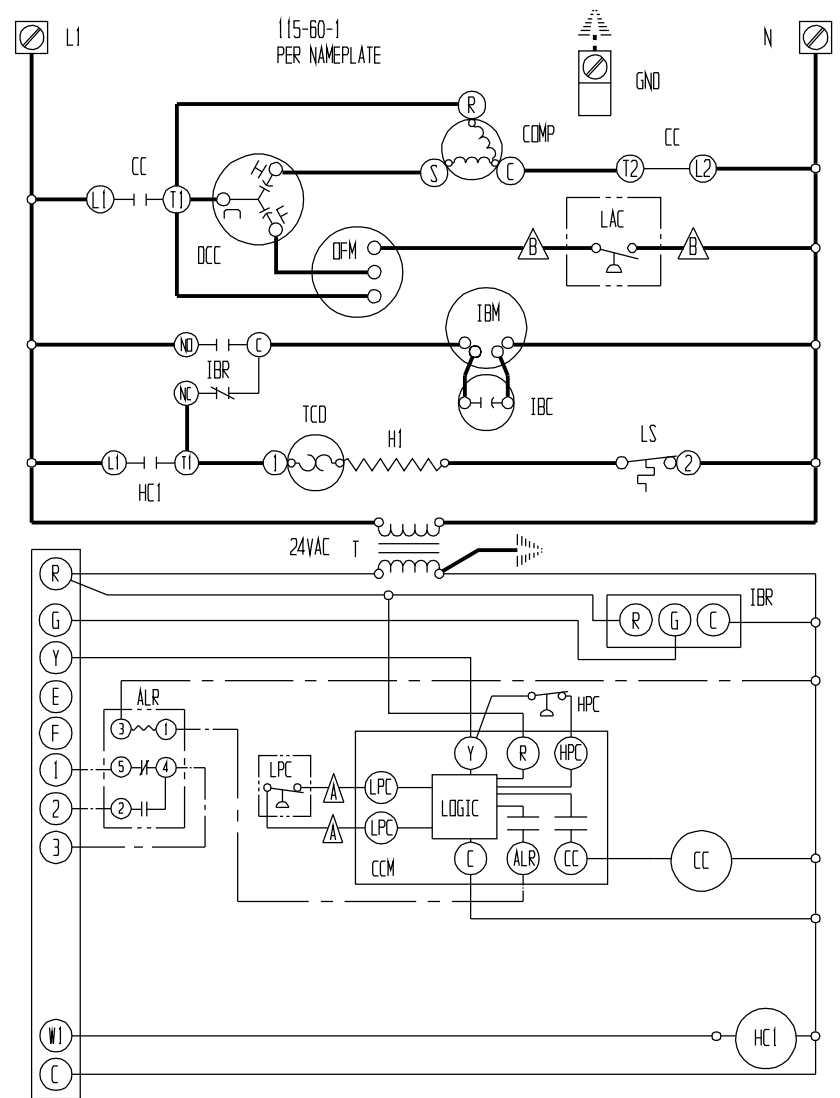 L1
115-60-1
PER NAMEPLATE
GND
N
R
COMP
CC
CC
L1
T1
H
C
F
S
C
T2
L2
LAC
DCC
OFM
B
B
IBM
NO
C
IBR
NC
IBC
TCD
H1
LS
L1
T1
1
2
HC1
24VAC
T
R
IBR
R
G
C
G
Y
E
ALR
HPC
F
3
1
Y
R
HPC
1
5
4
LPC
A
LPC
LOGIC
2
2
A
LPC
3
CCM
C
ALR
CC
CC
W1
HC1
C